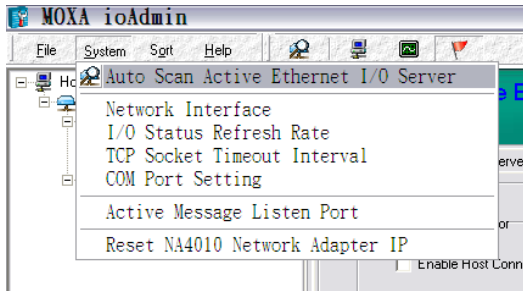 MOXA ioAdmin
File System Sort Help
Auto Scan Active Ethernet I/O Server
Network Interface
I/O Status Refresh Rate
TCP Socket Timeout Interval
COM Port Setting
Active Message Listen Port
Reset NA4010 Network Adapter IP
Enable Host Conn